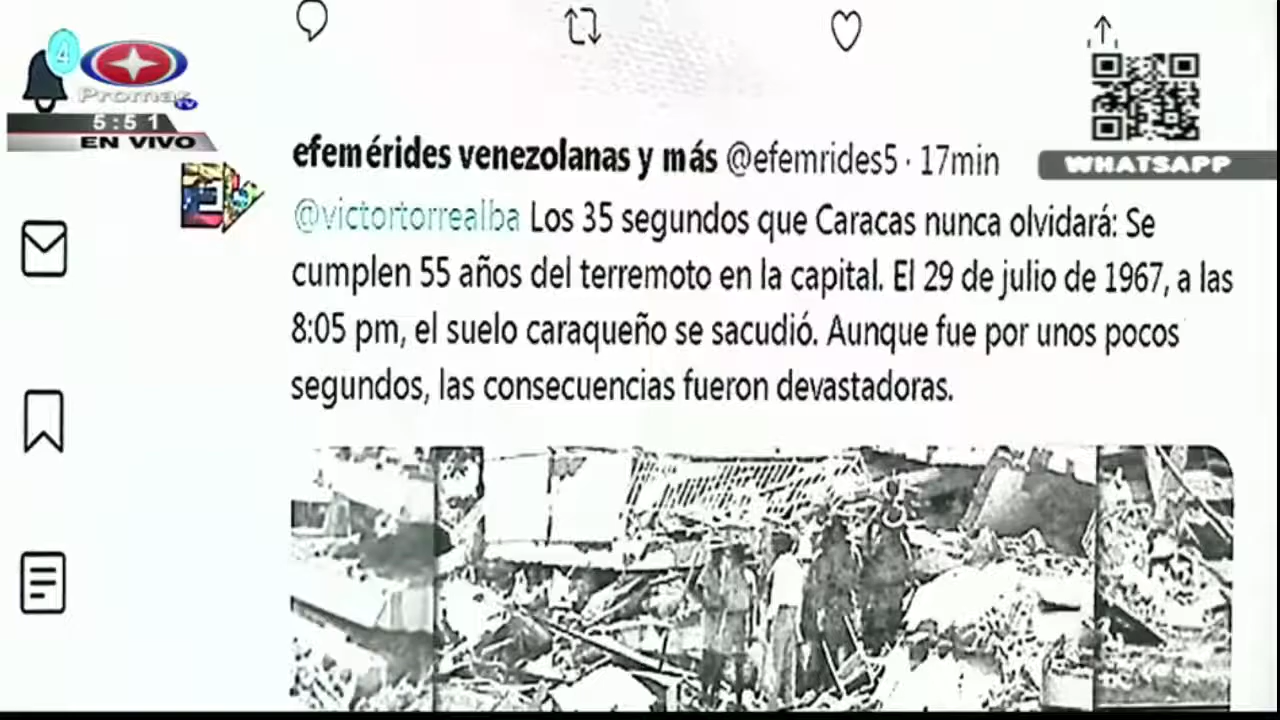 4
Promar TV
5:51
EN VIVO
WHATSAPP
efemérides venezolanas y más @efemrides5 · 17min
@victortorrealba Los 35 segundos que Caracas nunca olvidará: Se
cumplen 55 años del terremoto en la capital. El 29 de julio de 1967, a las
8:05 pm, el suelo caraqueño se sacudió. Aunque fue por unos pocos
segundos, las consecuencias fueron devastadoras.